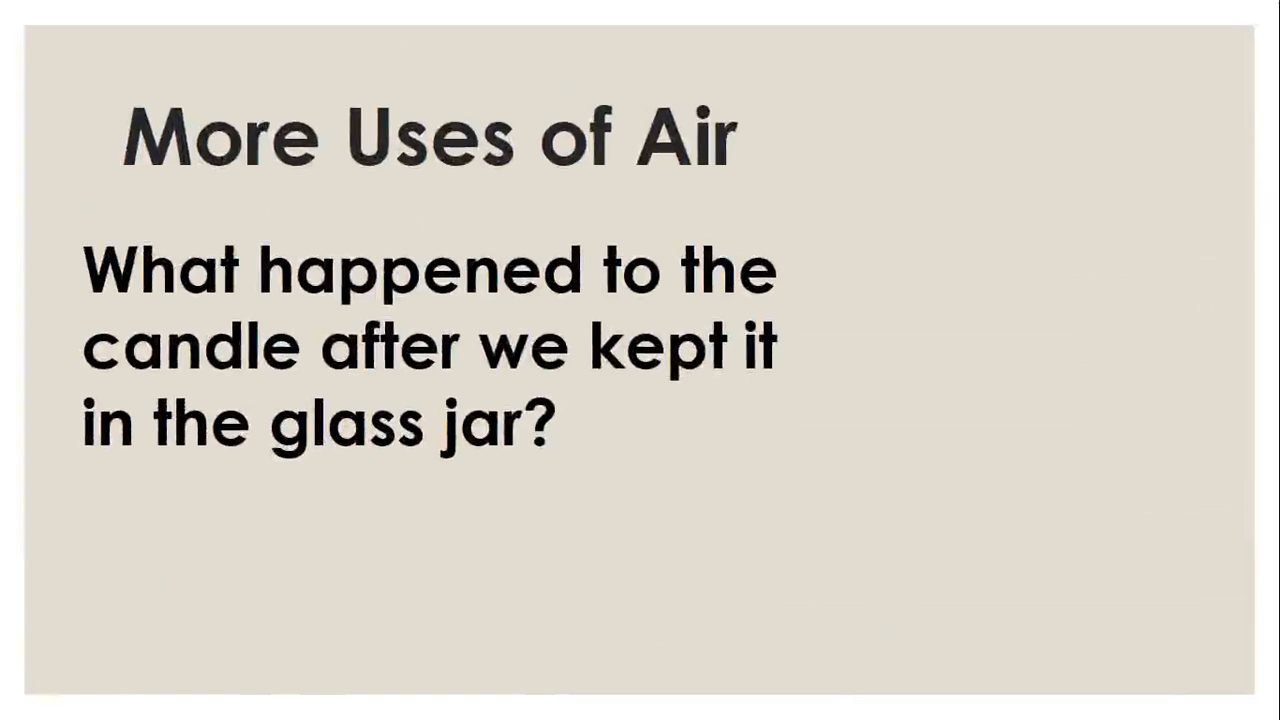 More Uses of Air
What happened to the
candle after we kept it
in the glass jar?